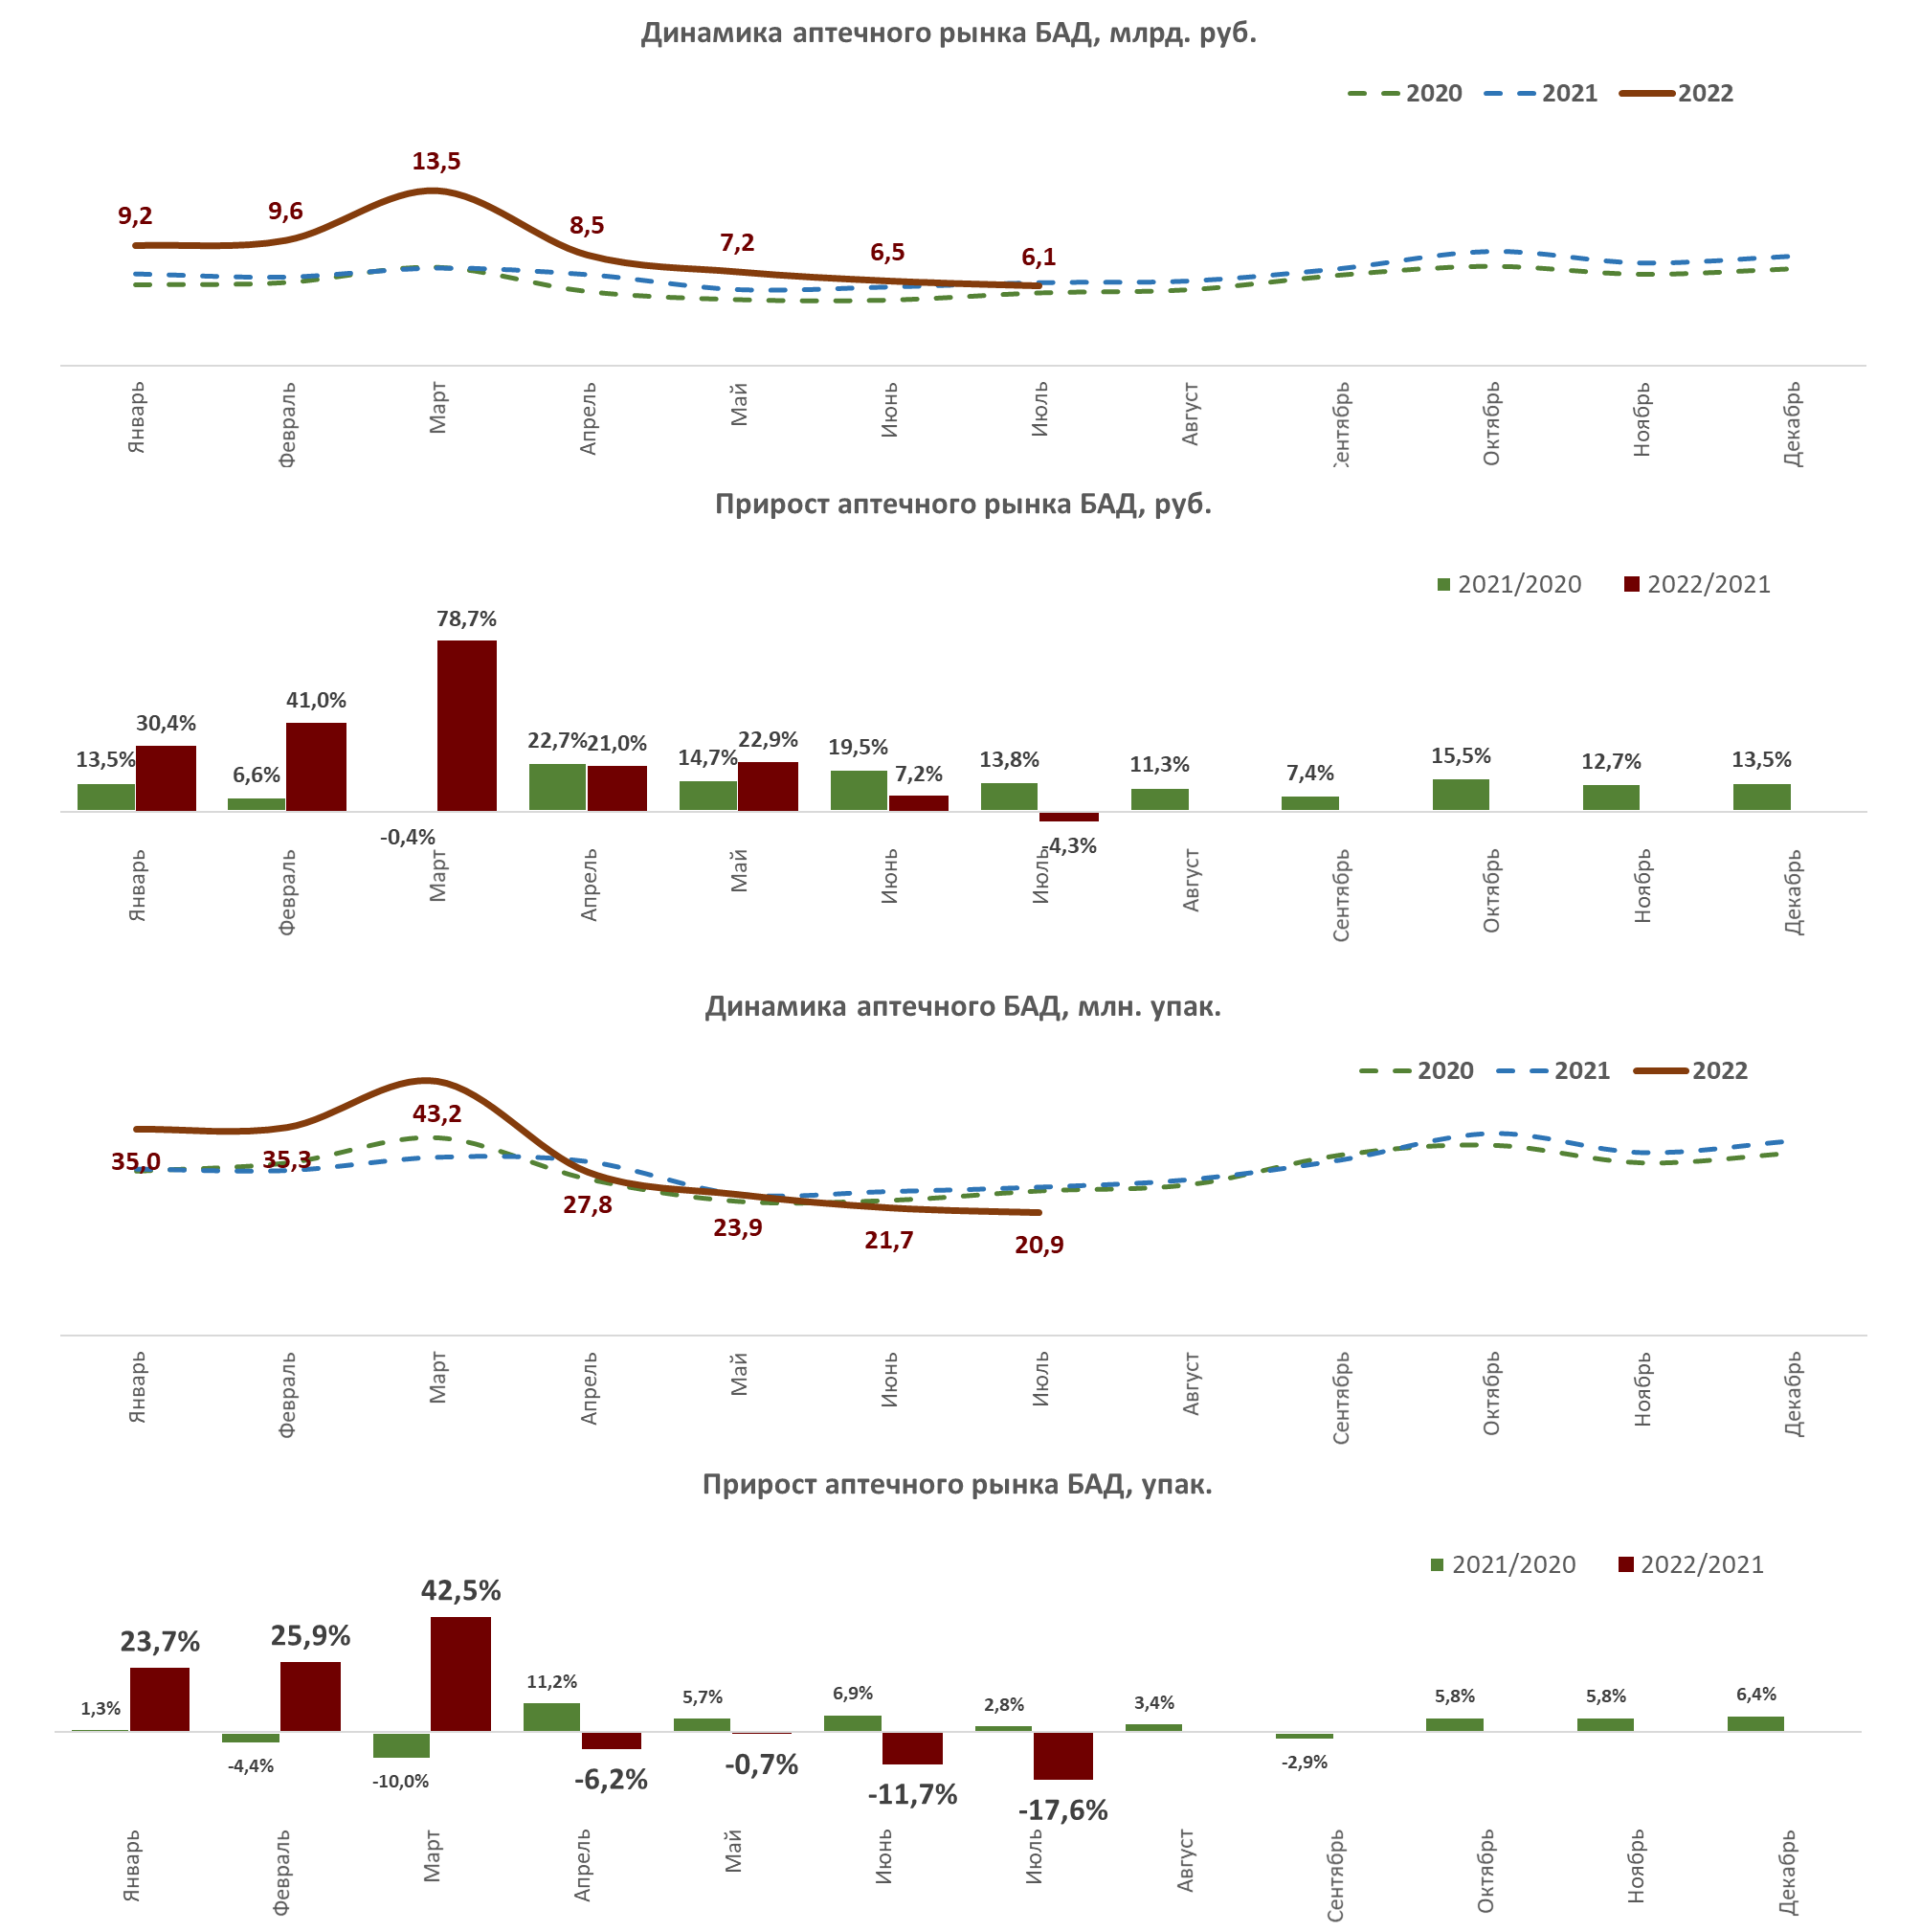 Динамика аптечного рынка БАД, млрд. руб.
2020 2021 2022
9,2 9,6 13,5 8,5 7,2 6,5 6,1
Январь Февраль Март Апрель Май Июнь Июль Август Сентябрь Октябрь Ноябрь Декабрь
Прирост аптечного рынка БАД, руб.
2021/2020 2022/2021
13,5% 30,4% 6,6% 41,0% -0,4% 78,7% 22,7% 21,0% 14,7% 22,9% 19,5% 7,2% 13,8% -4,3% 11,3% 7,4% 15,5% 12,7% 13,5%
Январь Февраль Март Апрель Май Июнь Июль Август Сентябрь Октябрь Ноябрь Декабрь
Динамика аптечного БАД, млн. упак.
2020 2021 2022
35,0 35,3 43,2 27,8 23,9 21,7 20,9
Январь Февраль Март Апрель Май Июнь Июль Август Сентябрь Октябрь Ноябрь Декабрь
Прирост аптечного рынка БАД, упак.
2021/2020 2022/2021
1,3% 23,7% -4,4% 25,9% -10,0% 42,5% 11,2% -6,2% 5,7% -0,7% 6,9% -11,7% 2,8% -17,6% 3,4% -2,9% 5,8% 5,8% 6,4%
Январь Февраль Март Апрель Май Июнь Июль Август Сентябрь Октябрь Ноябрь Декабрь